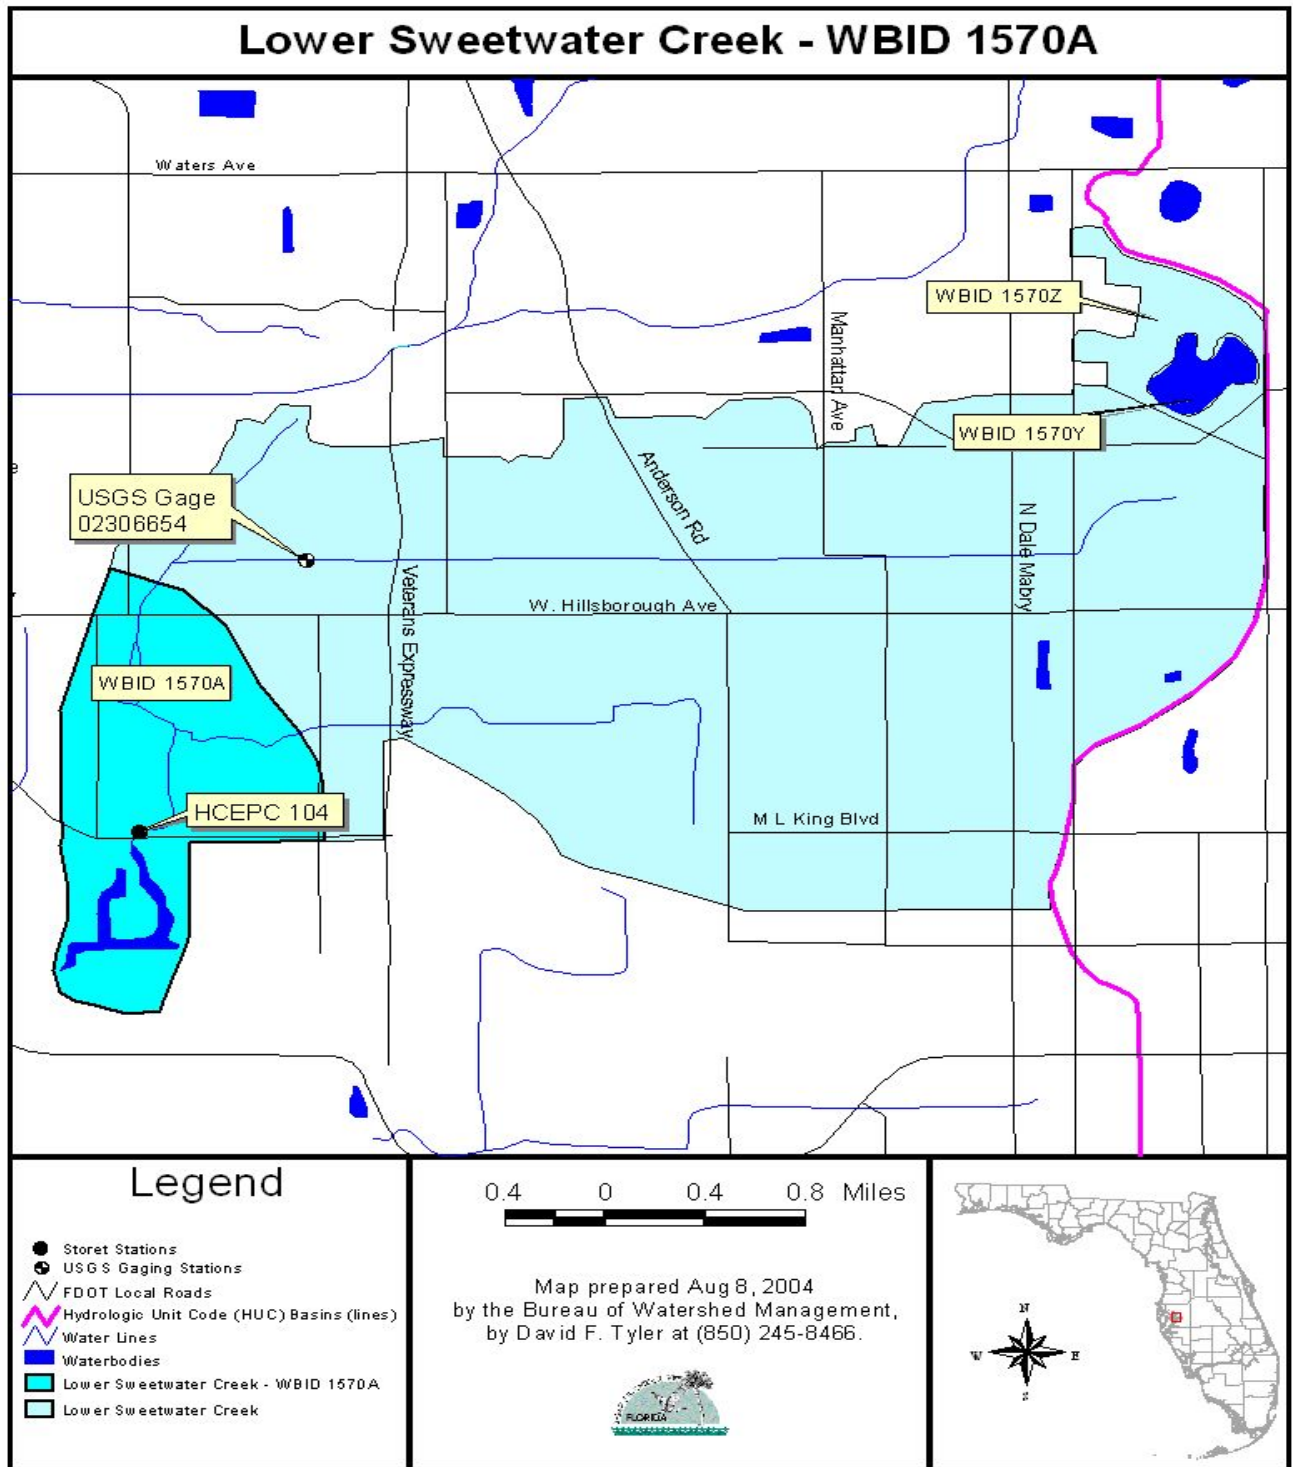 Lower Sweetwater Creek - WBID 1570A
Waters Ave
WBID 1570Z
Manhattan Ave
WBID 1570Y
USGS Gage
02306654
Anderson Rd
N Dale Mabry
Veterans Expressway
W. Hillsborough Ave
WBID 1570A
HCEPC 104
M L King Blvd
Legend
Storet Stations
USGS Gaging Stations
FDOT Local Roads
Hydrologic Unit Code (HUC) Basins (lines)
Water Lines
Waterbodies
Lower Sweetwater Creek - WBID 1570A
Lower Sweetwater Creek
0.4 0 0.4 0.8 Miles
Map prepared Aug 8, 2004
by the Bureau of Watershed Management,
by David F. Tyler at (850) 245-8466.
FLORIDA
N
W E
S